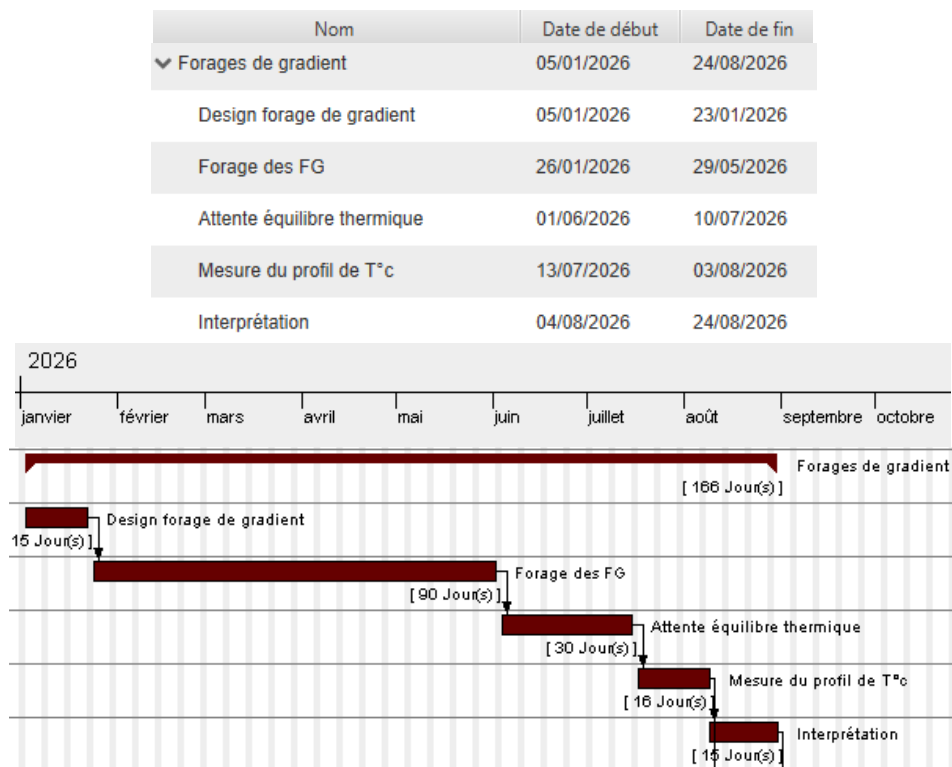 Nom Date de début Date de fin
Forages de gradient 05/01/2026 24/08/2026
Design forage de gradient 05/01/2026 23/01/2026
Forage des FG 26/01/2026 29/05/2026
Attente équilibre thermique 01/06/2026 10/07/2026
Mesure du profil de T°c 13/07/2026 03/08/2026
Interprétation 04/08/2026 24/08/2026
2026
janvier février mars avril mai juin juillet août septembre octobre
Forages de gradient
[ 166 Jour(s) ]
Design forage de gradient
15 Jour(s) ]
Forage des FG
[ 90 Jour(s) ]
Attente équilibre thermique
[ 30 Jour(s) ]
Mesure du profil de T°c
[ 16 Jour(s) ]
Interprétation
[ 15 Jour(s) ]